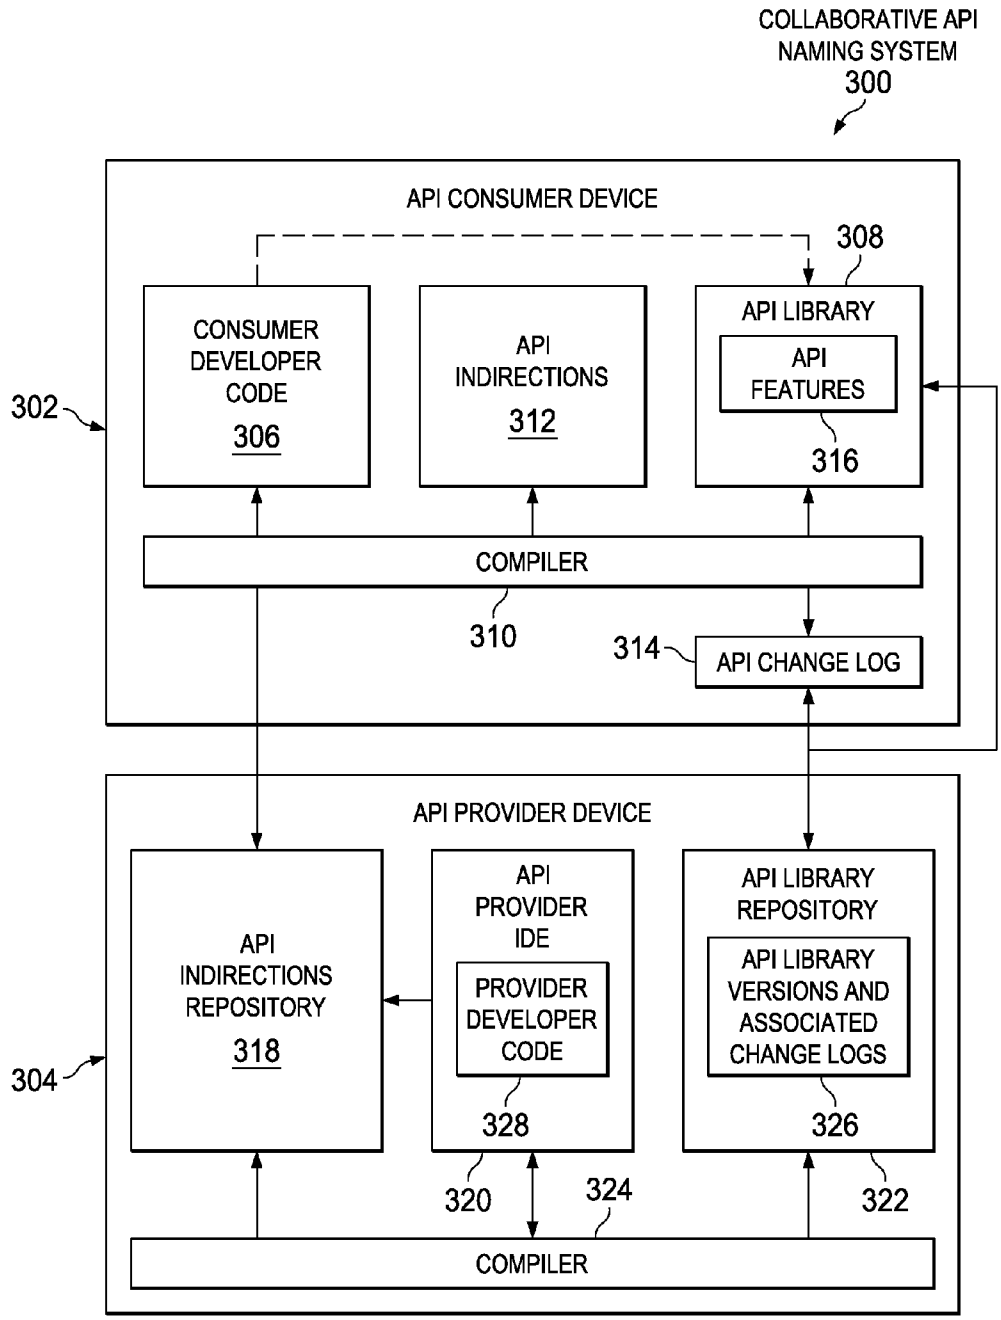 COLLABORATIVE API
NAMING SYSTEM
300
API CONSUMER DEVICE
308
CONSUMER
DEVELOPER
CODE
306
API
INDIRECTIONS
312
API LIBRARY
API
FEATURES
316
302
COMPILER
310
314
API CHANGE LOG
API PROVIDER DEVICE
API
INDIRECTIONS
REPOSITORY
318
API
PROVIDER
IDE
PROVIDER
DEVELOPER
CODE
328
API LIBRARY
REPOSITORY
API LIBRARY
VERSIONS AND
ASSOCIATED
CHANGE LOGS
326
304
320
324
322
COMPILER